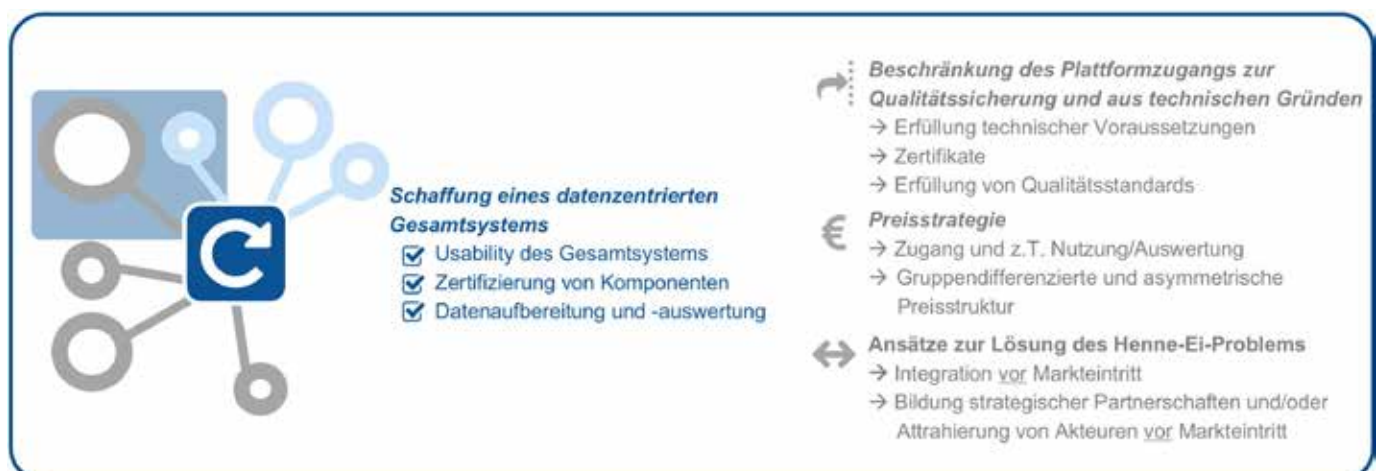 Schaffung eines datenzentrierten
Gesamtsystems
Usability des Gesamtsystems
Zertifizierung von Komponenten
Datenaufbereitung und -auswertung
Beschränkung des Plattformzugangs zur
Qualitätssicherung und aus technischen Gründen
→ Erfüllung technischer Voraussetzungen
→ Zertifikate
→ Erfüllung von Qualitätsstandards
€ Preisstrategie
→ Zugang und z.T. Nutzung/Auswertung
→ Gruppendifferenzierte und asymmetrische
Preisstruktur
Ansätze zur Lösung des Henne-Ei-Problems
→ Integration vor Markteintritt
→ Bildung strategischer Partnerschaften und/oder
Attrahierung von Akteuren vor Markteintritt